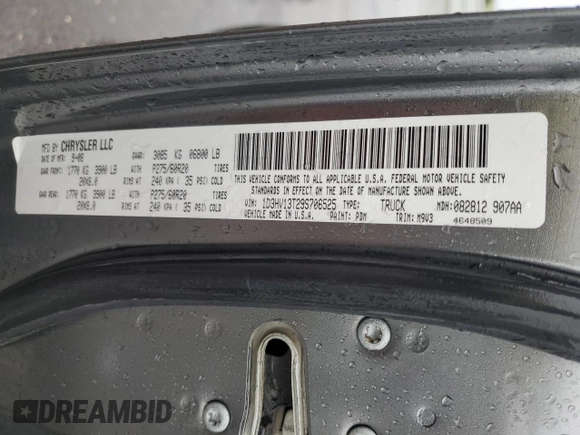 MFD BY CHRYSLER LLC
DATE OF MFR: 9-08 GVWR: 3085 KG 06800 LB
GAWR FRONT: 1770 KG 3900 LB WITH P275/60R20 TIRES
20X8.0 RIMS AT 240 KPA ( 35 PSI) COLD
GAWR REAR: 1770 KG 3900 LB WITH P275/60R20 TIRES
20X8.0 RIMS AT 240 KPA ( 35 PSI) COLD
THIS VEHICLE CONFORMS TO ALL APPLICABLE U.S.A. FEDERAL MOTOR VEHICLE SAFETY
STANDARDS IN EFFECT ON THE DATE OF MANUFACTURE SHOWN ABOVE.
VIN: 1D3HV13T29S706525 TYPE: TRUCK MDH: 082812 907AA
VEHICLE MADE IN U.S.A. PAINT: PDM TRIM: M9V3 4648509
DREAMBID